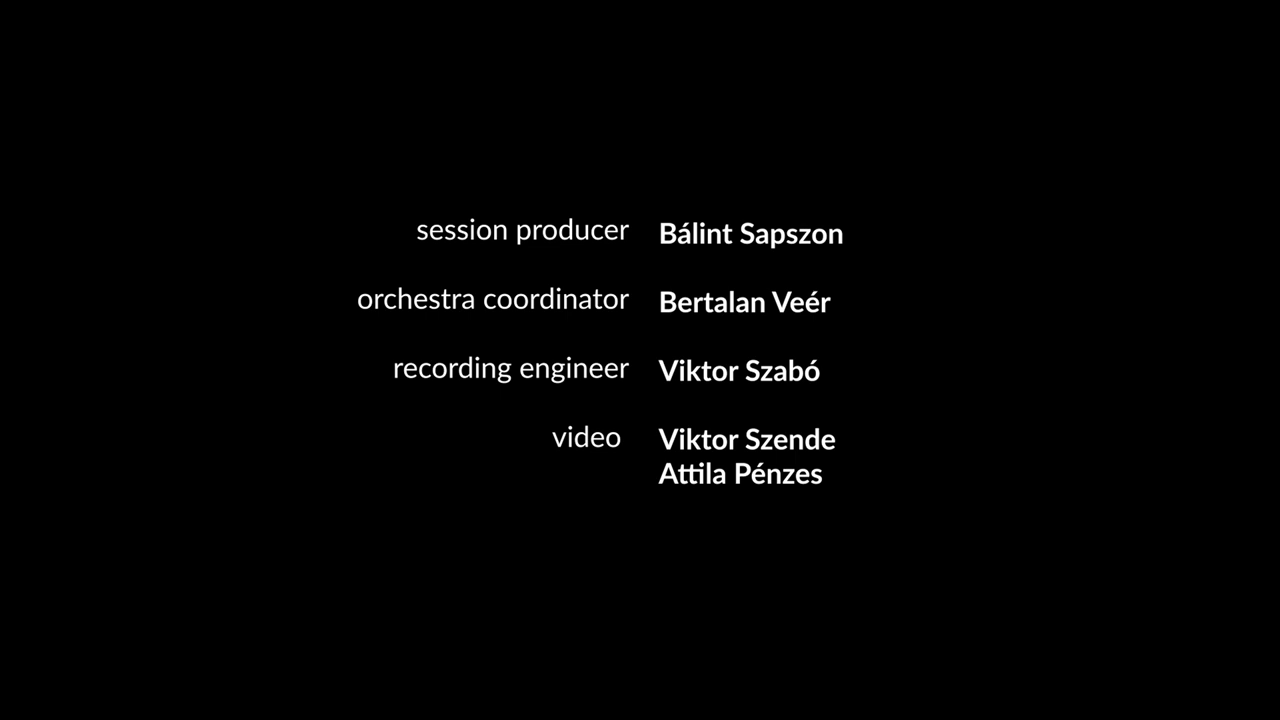 session producer Bálint Sapszon
orchestra coordinator Bertalan Veér
recording engineer Viktor Szabó
video Viktor Szende
Attila Pénzes